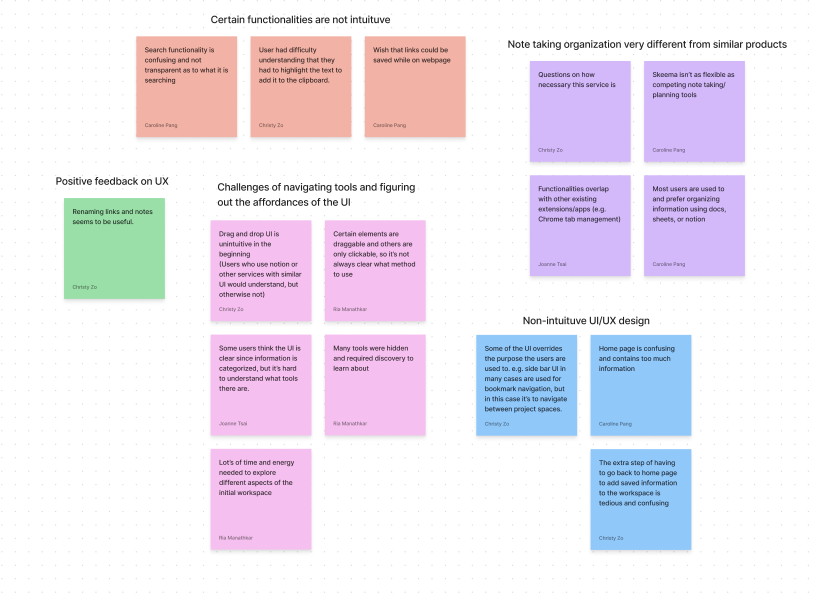 Certain functionalities are not intuituve
Search functionality is
confusing and not
transparent as to what it is
searching
Caroline Pang
User had difficulty
understanding that they
had to highlight the text to
add it to the clipboard.
Christy Zo
Wish that links could be
saved while on webpage
Caroline Pang
Note taking organization very different from similar products
Questions on how
necessary this service is
Christy Zo
Skeema isn't as flexible as
competing note taking/
planning tools
Caroline Pang
Functionalities overlap
with other existing
extensions/apps (e.g.
Chrome tab management)
Joanne Tsai
Most users are used to
and prefer organizing
information using docs,
sheets, or notion
Caroline Pang
Positive feedback on UX
Renaming links and notes
seems to be useful.
Christy Zo
Challenges of navigating tools and figuring
out the affordances of the UI
Drag and drop UI is
unintuitive in the
beginning
(Users who use notion or
other services with similar
UI would understand, but
otherwise not)
Christy Zo
Certain elements are
draggable and others are
only clickable, so it's not
always clear what method
to use
Ria Manathkar
Some users think the UI is
clear since information is
categorized, but it's hard
to understand what tools
there are.
Joanne Tsai
Many tools were hidden
and required discovery to
learn about
Ria Manathkar
Lot's of time and energy
needed to explore
different aspects of the
initial workspace
Ria Manathkar
Non-intuituve UI/UX design
Some of the UI overrides
the purpose the users are
used to. e.g. side bar UI in
many cases are used for
bookmark navigation, but
in this case it's to navigate
between project spaces.
Christy Zo
Home page is confusing
and contains too much
information
Caroline Pang
The extra step of having
to go back to home page
to add saved information
to the workspace is
tedious and confusing
Christy Zo